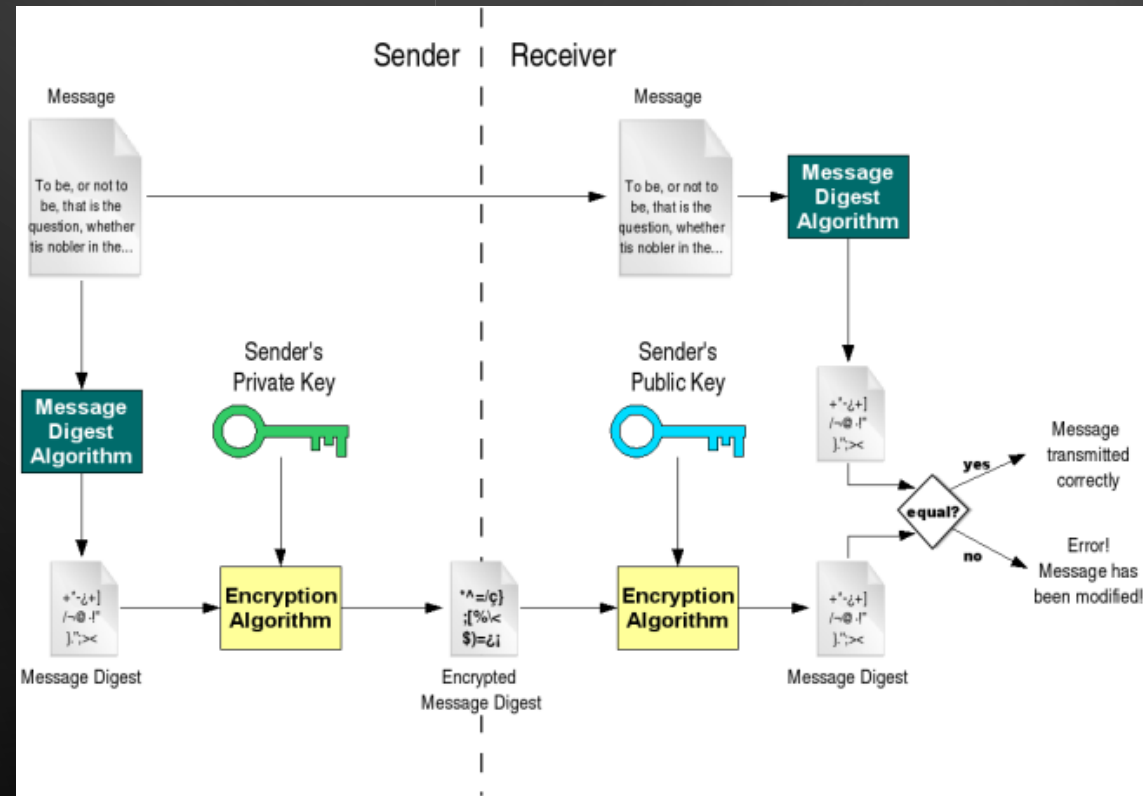 Sender
Receiver
Message
To be, or not to
be, that is the
question, whether
tis nobler in the...
Message
To be, or not to
be, that is the
question, whether
tis nobler in the...
Message
Digest
Algorithm
Sender's
Private Key
Sender's
Public Key
Message
Digest
Algorithm
+*-¿+]
/¬@·!"
}.";><
equal?
yes
no
Message
transmitted
correctly
Error!
Message has
been modified!
+*-¿+]
/¬@·!"
}.";><
Message Digest
Encryption
Algorithm
*^=/ç}
;[%\<
$)=¿¡
Encrypted
Message Digest
Encryption
Algorithm
+*-¿+]
/¬@·!"
}.";><
Message Digest